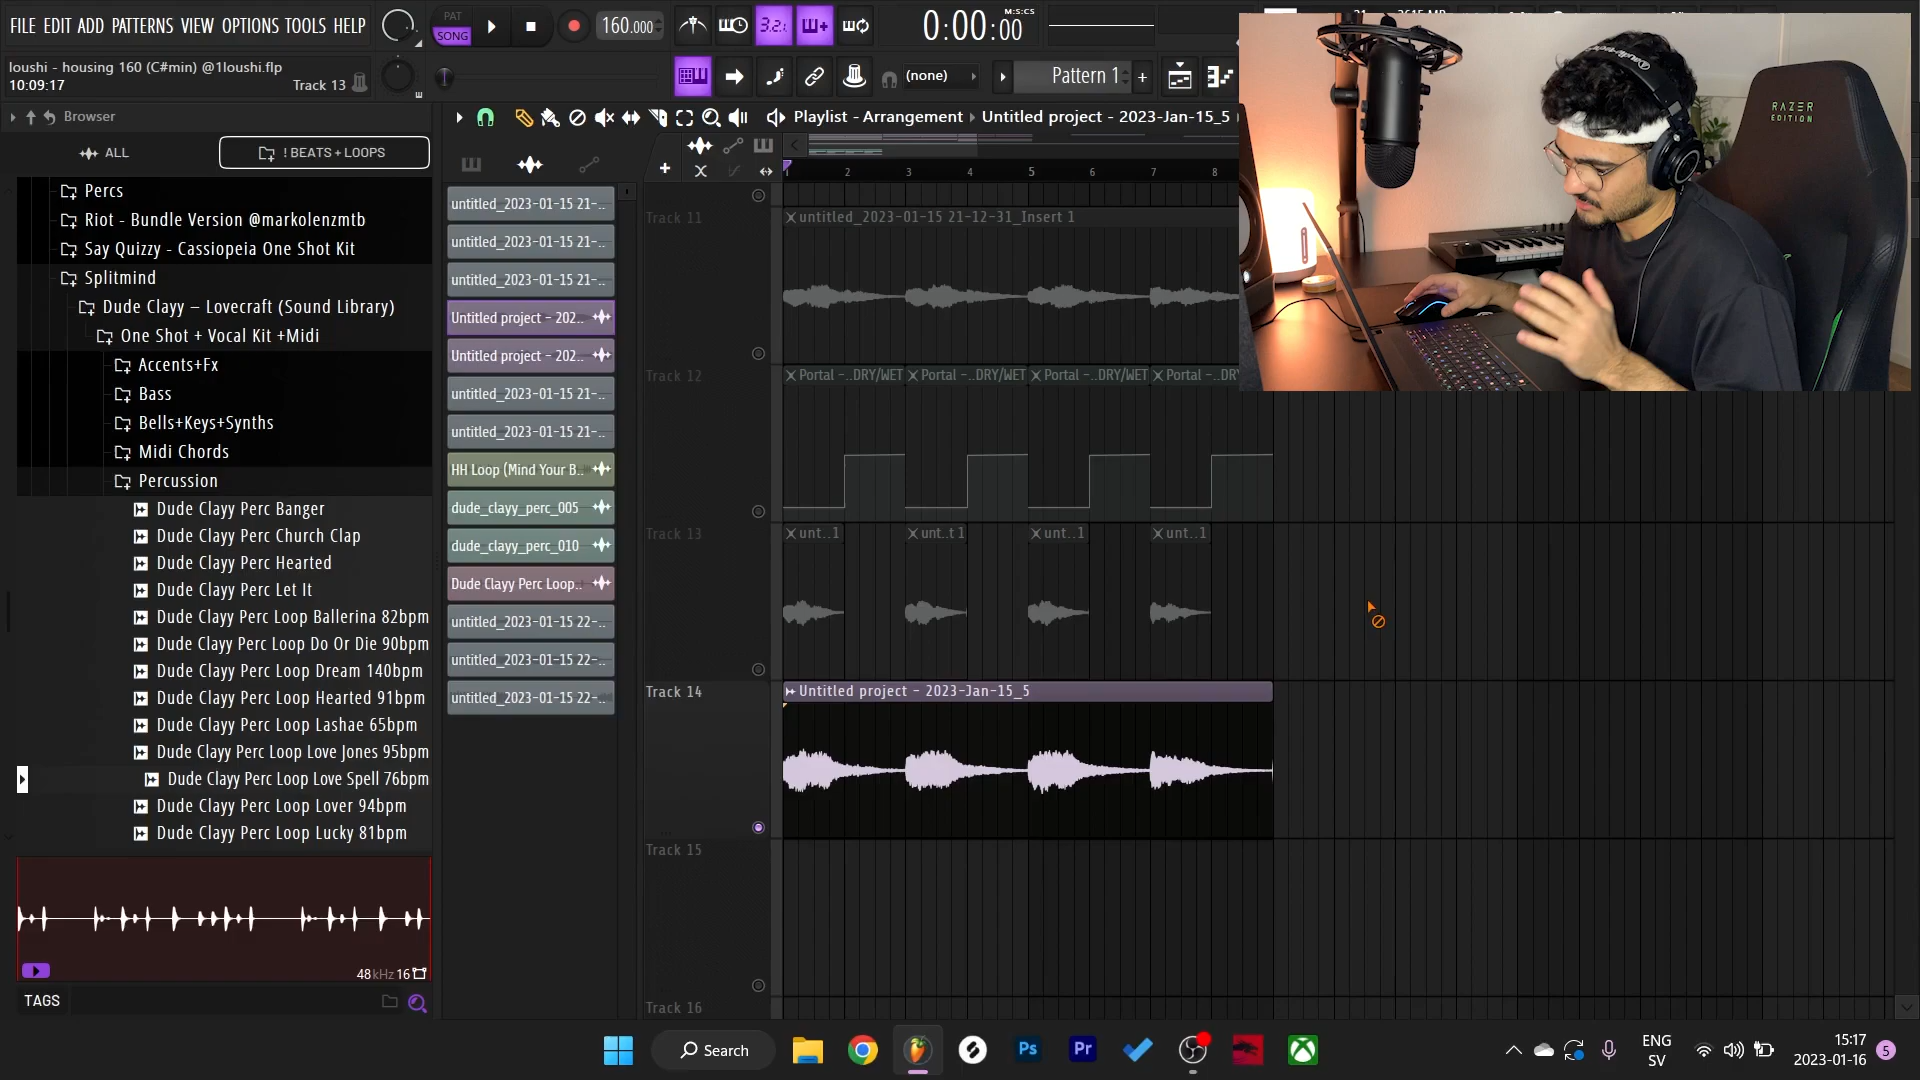 FILE EDIT ADD PATTERNS VIEW OPTIONS TOOLS HELP
PAT
SONG
160.000
3.2.
0:00:00
M:S:CS
loushi - housing 160 (C#min) @1loushi.flp
10:09:17
Track 13
(none)
Pattern 1
+
Browser
Playlist - Arrangement › Untitled project - 2023-Jan-15_5
ALL
! BEATS + LOOPS
1 2 3 4 5 6 7 8
Percs
Riot - Bundle Version @markolenzmtb
Say Quizzy - Cassiopeia One Shot Kit
Splitmind
Dude Clayy – Lovecraft (Sound Library)
One Shot + Vocal Kit +Midi
Accents+Fx
Bass
Bells+Keys+Synths
Midi Chords
Percussion
Dude Clayy Perc Banger
Dude Clayy Perc Church Clap
Dude Clayy Perc Hearted
Dude Clayy Perc Let It
Dude Clayy Perc Loop Ballerina 82bpm
Dude Clayy Perc Loop Do Or Die 90bpm
Dude Clayy Perc Loop Dream 140bpm
Dude Clayy Perc Loop Hearted 91bpm
Dude Clayy Perc Loop Lashae 65bpm
Dude Clayy Perc Loop Love Jones 95bpm
Dude Clayy Perc Loop Love Spell 76bpm
Dude Clayy Perc Loop Lover 94bpm
Dude Clayy Perc Loop Lucky 81bpm
48kHz 16
TAGS
untitled_2023-01-15 21-..
untitled_2023-01-15 21-..
untitled_2023-01-15 21-..
Untitled project - 202..
Untitled project - 202..
untitled_2023-01-15 21-..
untitled_2023-01-15 21-..
HH Loop (Mind Your B..
dude_clayy_perc_005
dude_clayy_perc_010
Dude Clayy Perc Loop..
untitled_2023-01-15 22-..
untitled_2023-01-15 22-..
untitled_2023-01-15 22-..
Track 11
untitled_2023-01-15 21-12-31_Insert 1
Track 12
Portal -..DRY/WET
Portal -..DRY/WET
Portal -..DRY/WET
Portal -..DRY
Track 13
unt..1
unt..t 1
unt..1
unt..1
Track 14
Untitled project - 2023-Jan-15_5
Track 15
Track 16
RAZER
EDITION
Search
Ps
Pr
ENG
SV
15:17
2023-01-16
5